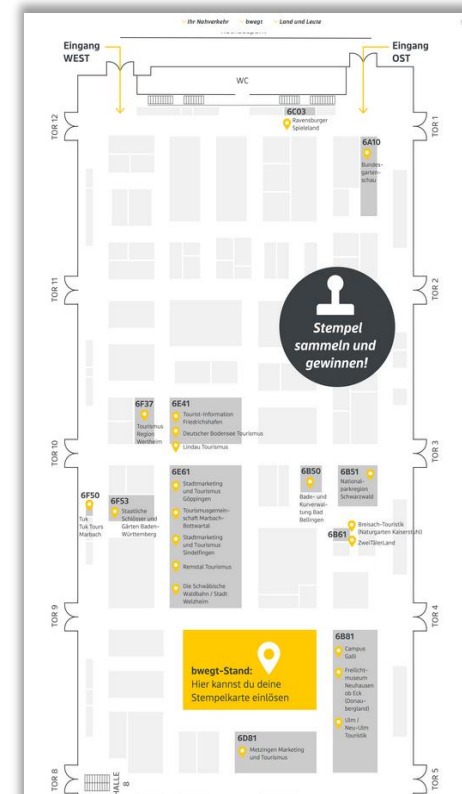 Ihr Nahverkehr
bwegt
Land und Leute
Eingang
WEST
Eingang
OST
WC
TOR 12
TOR 1
6C03
Ravensburger
Spieleland
6A10
Bundes-
garten-
schau
TOR 11
TOR 2
Stempel
sammeln und
gewinnen!
6F37
Tourismus
Region
Wertheim
6E41
Tourist-Information
Friedrichshafen
Deutscher Bodensee Tourismus
Lindau Tourismus
TOR 10
TOR 3
6F50
Tuk
Tuk Tours
Marbach
6F53
Staatliche
Schlösser und
Gärten Baden-
Württemberg
6E61
Stadtmarketing
und Tourismus
Göppingen
Tourismusgemein-
schaft Marbach-
Bottwartal
Stadtmarketing
und Tourismus
Sindelfingen
Remstal Tourismus
Die Schwäbische
Waldbahn / Stadt
Welzheim
6B50
Bade- und
Kurverwal-
tung Bad
Bellingen
6B51
National-
parkregion
Schwarzwald
6B61
Breisach-Touristik
(Naturgarten Kaiserstuhl)
ZweiTälerLand
TOR 9
TOR 4
bwegt-Stand:
Hier kannst du deine
Stempelkarte einlösen
6B81
Campus
Galli
Freilicht-
museum
Neuhausen
ob Eck
(Donau-
bergland)
Ulm /
Neu-Ulm
Touristik
6D81
Metzingen Marketing
und Tourismus
TOR 8
TOR 5
HALLE
8